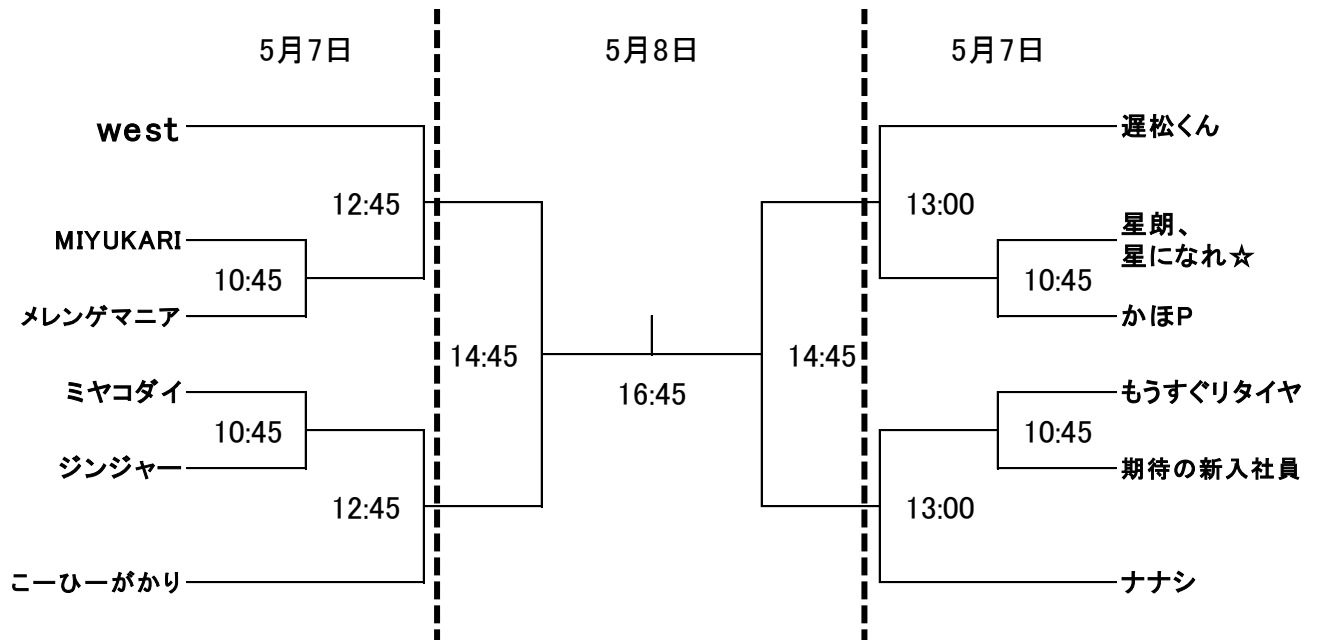 5月7日
5月8日
5月7日
west
遅松くん
12:45
13:00
MIYUKARI
星朗、
星になれ☆
10:45
10:45
メレンゲマニア
かほP
14:45
14:45
ミヤコダイ
16:45
もうすぐリタイヤ
10:45
10:45
ジンジャー
期待の新入社員
12:45
13:00
こーひーがかり
ナナシ